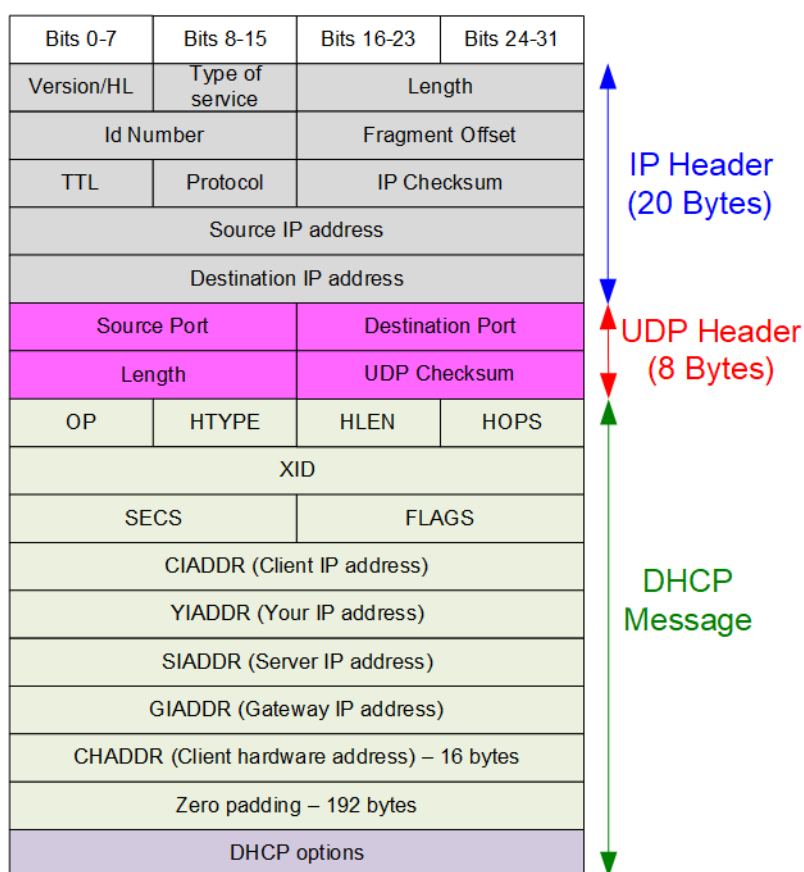 Bits 0-7 Bits 8-15 Bits 16-23 Bits 24-31
Version/HL Type of service Length
Id Number Fragment Offset
TTL Protocol IP Checksum
Source IP address
Destination IP address
IP Header
(20 Bytes)
Source Port Destination Port
Length UDP Checksum
UDP Header
(8 Bytes)
OP HTYPE HLEN HOPS
XID
SECS FLAGS
CIADDR (Client IP address)
YIADDR (Your IP address)
SIADDR (Server IP address)
GIADDR (Gateway IP address)
CHADDR (Client hardware address) – 16 bytes
Zero padding – 192 bytes
DHCP options
DHCP
Message